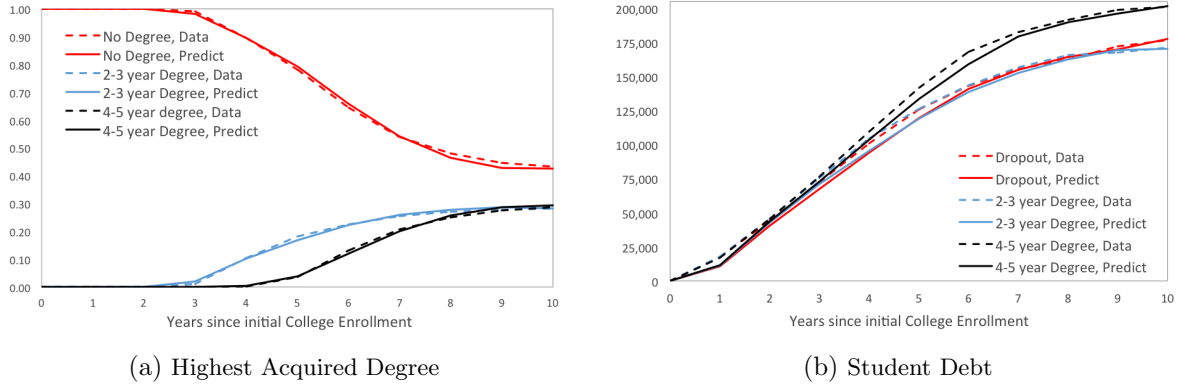 1.00
0.90
0.80
0.70
0.60
0.50
0.40
0.30
0.20
0.10
0.00
No Degree, Data
No Degree, Predict
2-3 year Degree, Data
2-3 year Degree, Predict
4-5 year degree, Data
4-5 year Degree, Predict
0 1 2 3 4 5 6 7 8 9 10
Years since initial College Enrollment
(a) Highest Acquired Degree
200,000
175,000
150,000
125,000
100,000
75,000
50,000
25,000
0
Dropout, Data
Dropout, Predict
2-3 year Degree, Data
2-3 year Degree, Predict
4-5 year Degree, Data
4-5 year Degree, Predict
0 1 2 3 4 5 6 7 8 9 10
Years since initial College Enrollment
(b) Student Debt